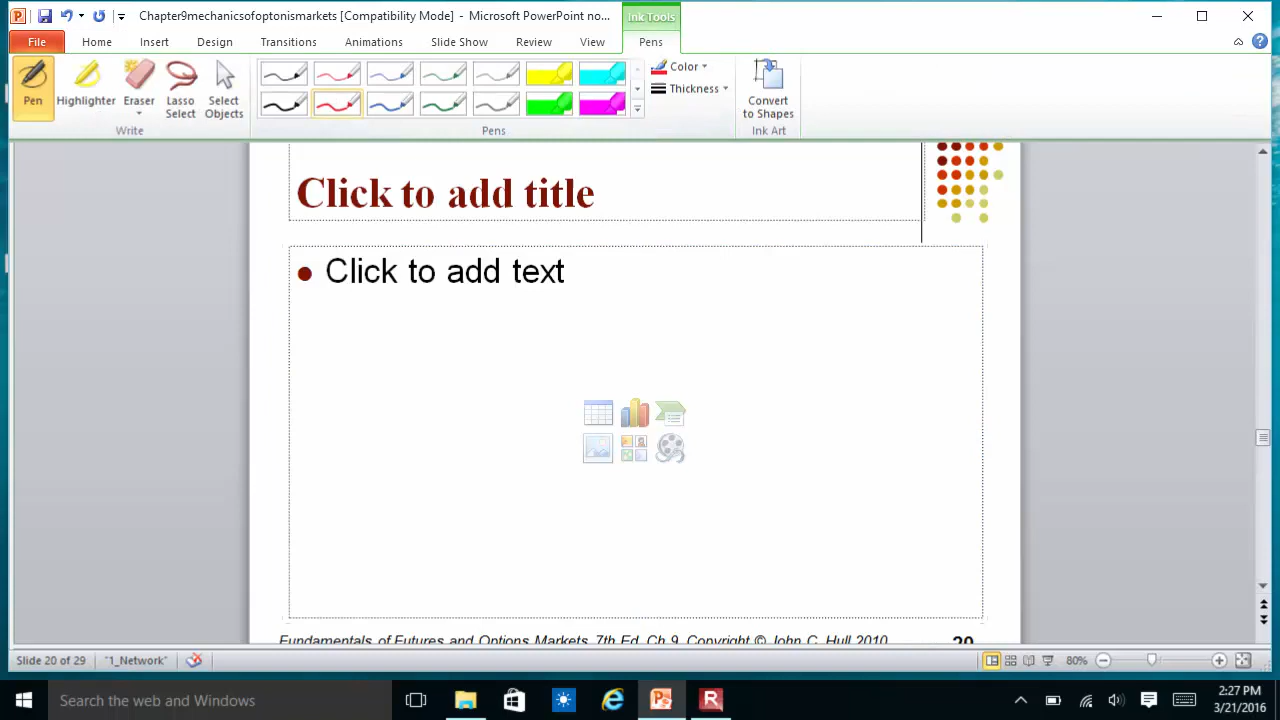 Chapter9mechanicsofoptonismarkets [Compatibility Mode] - Microsoft PowerPoint no...
Ink Tools
File Home Insert Design Transitions Animations Slide Show Review View Pens
Pen
Highlighter
Eraser
Lasso
Select
Select
Objects
Color
Thickness
Convert
to Shapes
Write
Pens
Ink Art
Click to add title
Click to add text
Fundamentals of Futures and Options Markets, 7th Ed, Ch 9, Copyright © John C. Hull 2010
20
Slide 20 of 29 "1_Network" 80%
Search the web and Windows
2:27 PM
3/21/2016